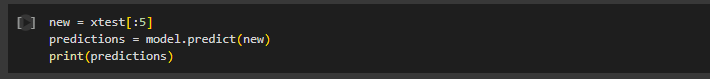 new = xtest[:5]
predictions = model.predict(new)
print(predictions)